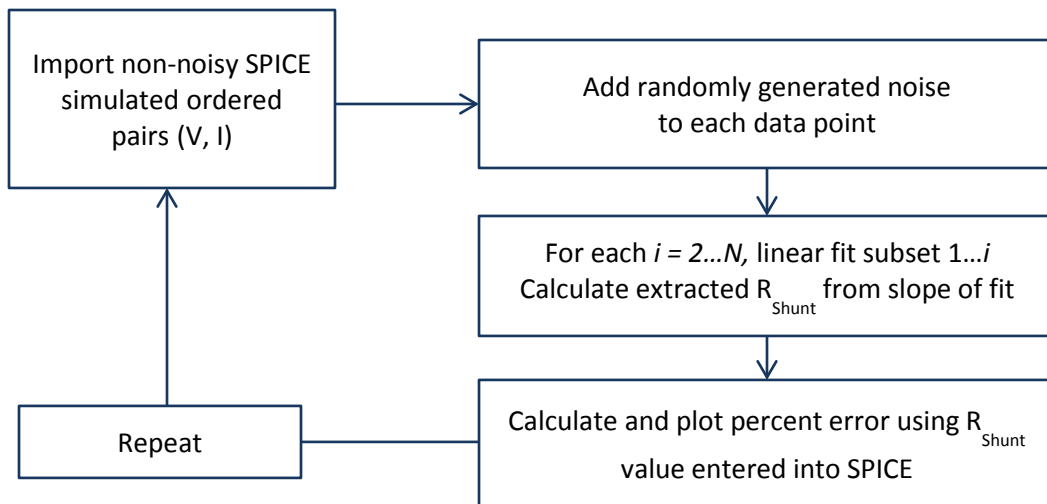 Import non-noisy SPICE
simulated ordered
pairs (V, I)
Add randomly generated noise
to each data point
For each i = 2...N, linear fit subset 1…i
Calculate extracted R Shunt from slope of fit
Calculate and plot percent error using R Shunt
value entered into SPICE
Repeat